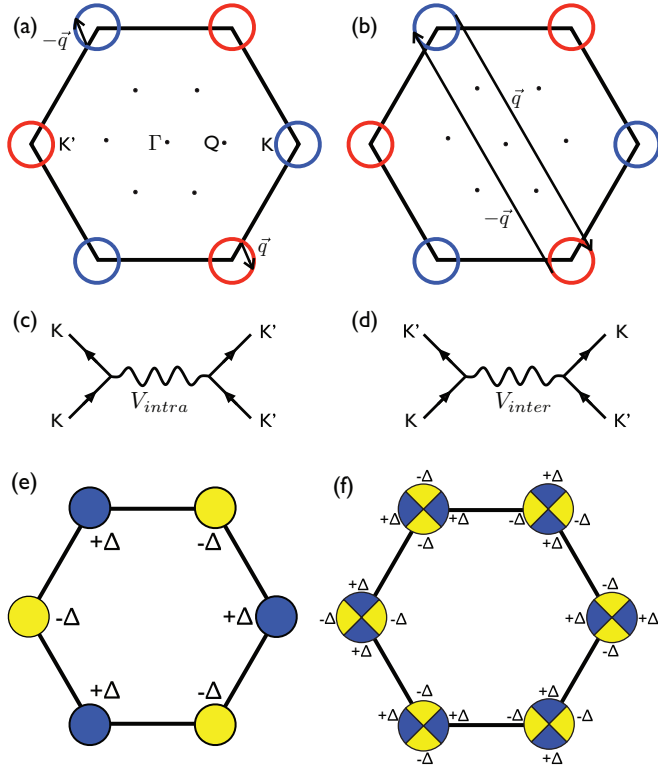 (a)
(b)
-q⃗
q⃗
K'
Γ
Q
K
q⃗
-q⃗
(c)
(d)
K
K'
K'
K
V_intra
V_inter
K
K'
K
K'
(e)
(f)
+Δ
-Δ
-Δ
+Δ
+Δ
-Δ
-Δ
+Δ
+Δ
-Δ
-Δ
-Δ
+Δ
+Δ
-Δ
+Δ
-Δ
-Δ
+Δ
-Δ
+Δ
+Δ
-Δ
-Δ
+Δ
+Δ
+Δ
-Δ
-Δ
+Δ